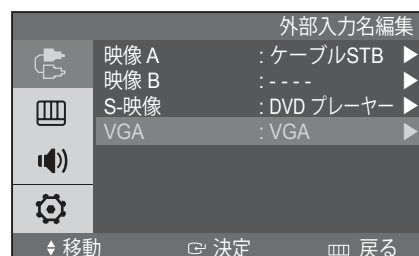 外部入力名編集
映像 A : ケーブルSTB ▶
映像 B : - - - - ▶
S-映像 : DVD プレーヤー ▶
VGA : VGA ▶
移動 決定 戻る